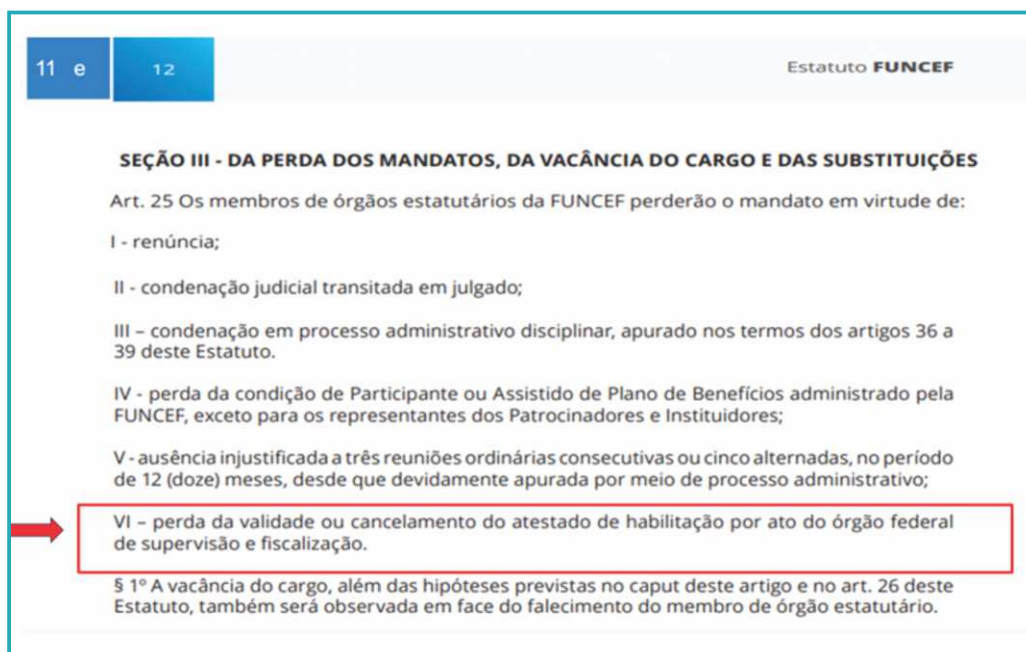 11 e
12
Estatuto FUNCEF
SEÇÃO III - DA PERDA DOS MANDATOS, DA VACÂNCIA DO CARGO E DAS SUBSTITUIÇÕES
Art. 25 Os membros de órgãos estatutários da FUNCEF perderão o mandato em virtude de:
I - renúncia;
II - condenação judicial transitada em julgado;
III – condenação em processo administrativo disciplinar, apurado nos termos dos artigos 36 a
39 deste Estatuto.
IV - perda da condição de Participante ou Assistido de Plano de Benefícios administrado pela
FUNCEF, exceto para os representantes dos Patrocinadores e Instituidores;
V - ausência injustificada a três reuniões ordinárias consecutivas ou cinco alternadas, no período
de 12 (doze) meses, desde que devidamente apurada por meio de processo administrativo;
VI – perda da validade ou cancelamento do atestado de habilitação por ato do órgão federal
de supervisão e fiscalização.
§ 1º A vacância do cargo, além das hipóteses previstas no caput deste artigo e no art. 26 deste
Estatuto, também será observada em face do falecimento do membro de órgão estatutário.